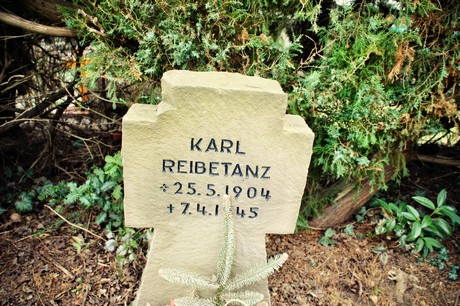 KARL
REIBETANZ
* 25.5.1904
+ 7.4.1 45